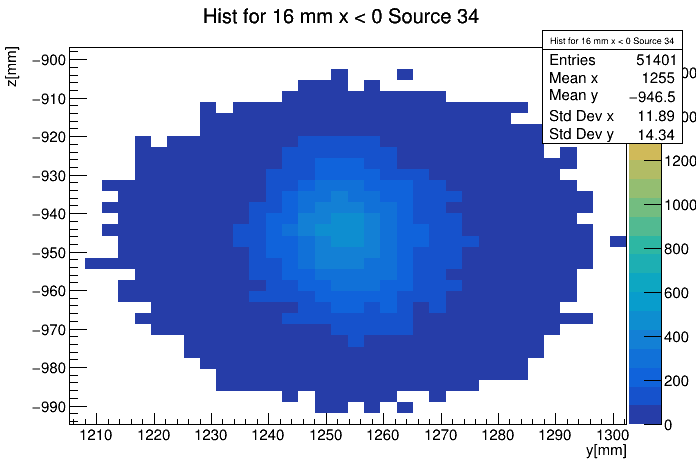 Hist for 16 mm x < 0 Source 34
z[mm]
Hist for 16 mm x < 0 Source 34
Entries 51401
Mean x 1255
Mean y −946.5
Std Dev x 11.89
Std Dev y 14.34
−900
−910
−920
−930
−940
−950
−960
−970
−980
−990
1200
1000
800
600
400
200
0
1210 1220 1230 1240 1250 1260 1270 1280 1290 1300
y[mm]